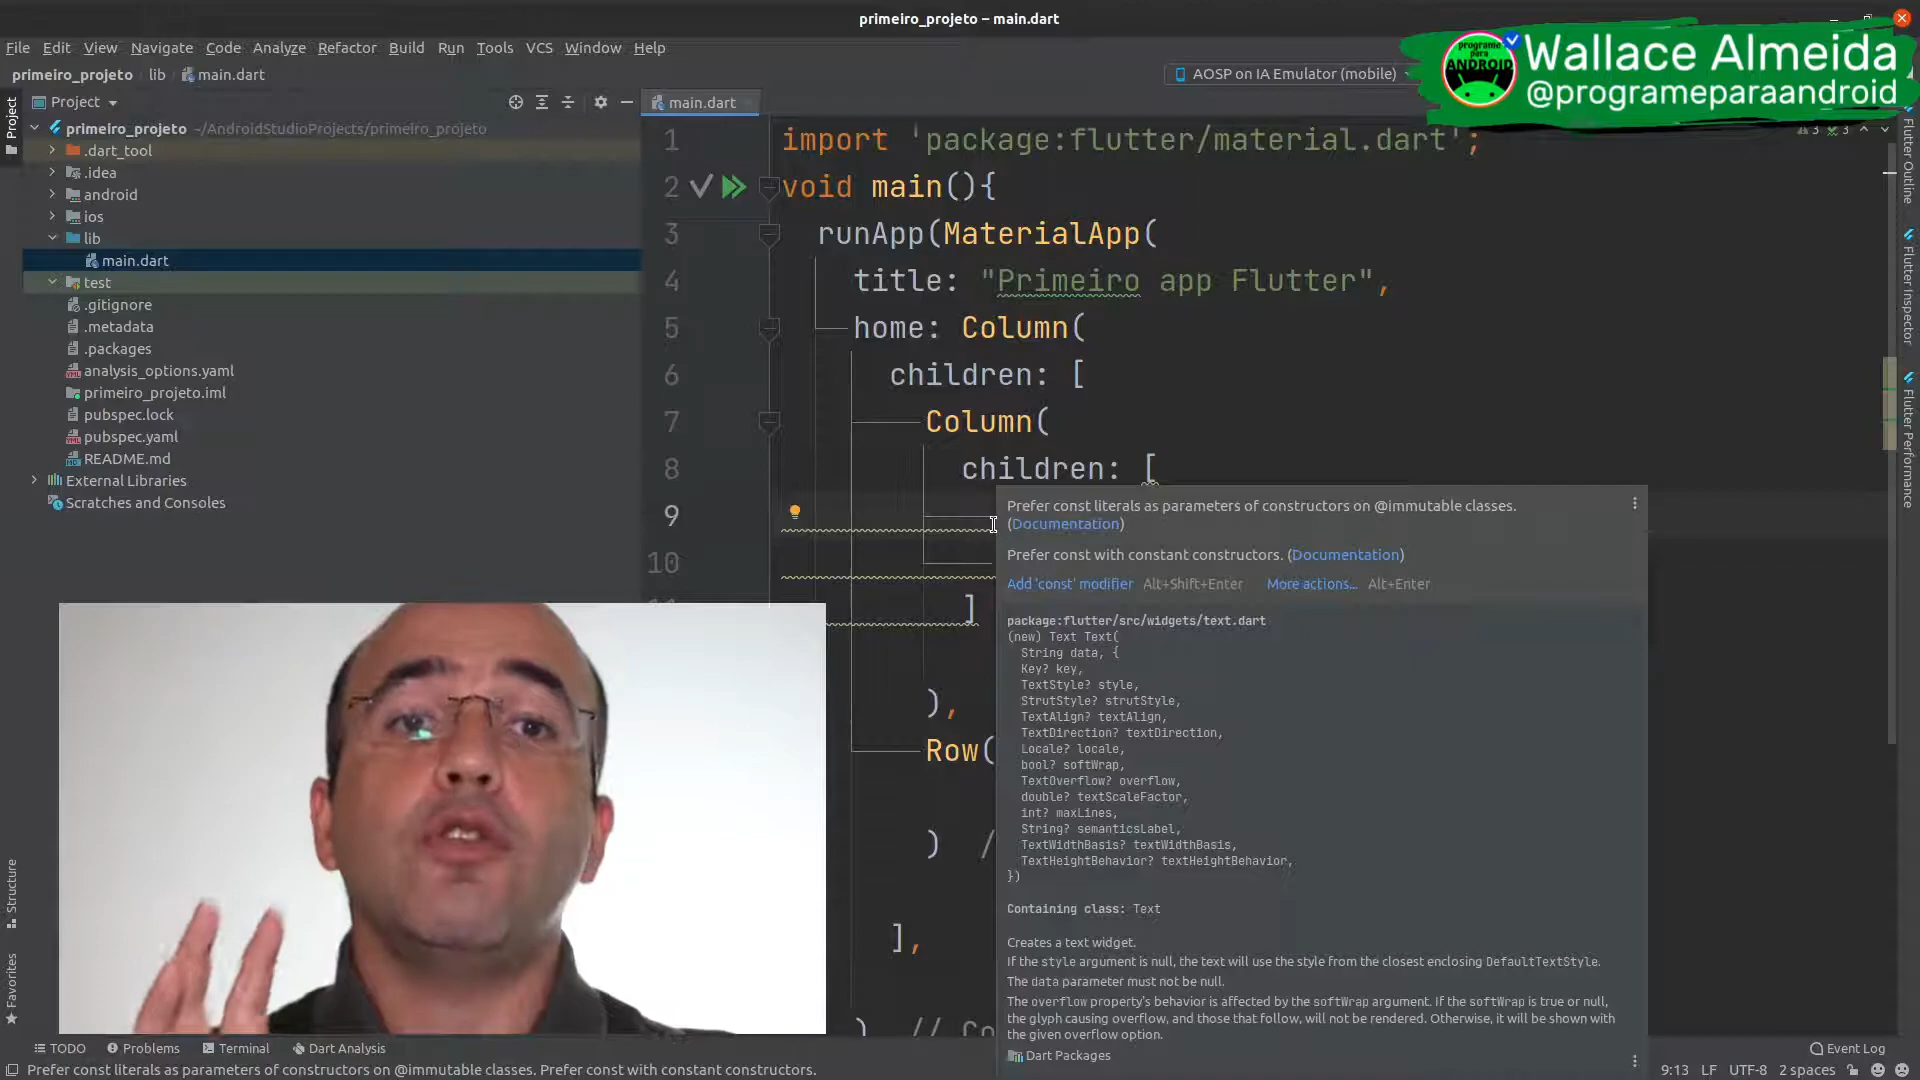 primeiro_projeto – main.dart
File Edit View Navigate Code Analyze Refactor Build Run Tools VCS Window Help
programe para ANDROID
Wallace Almeida
@programeparaandroid
primeiro_projeto lib main.dart
AOSP on IA Emulator (mobile)
Project
Project
main.dart
primeiro_projeto ~/AndroidStudioProjects/primeiro_projeto
.dart_tool
.idea
android
ios
lib
main.dart
test
.gitignore
.metadata
.packages
analysis_options.yaml
primeiro_projeto.iml
pubspec.lock
pubspec.yaml
README.md
External Libraries
Scratches and Consoles
3 3
1 import 'package:flutter/material.dart';
2 void main(){
3 runApp(MaterialApp(
4 title: "Primeiro app Flutter",
5 home: Column(
6 children: [
7 Column(
8 children: [
9
10
]
),
Row(
) /
],
) // Co
Prefer const literals as parameters of constructors on @immutable classes.
(Documentation)
Prefer const with constant constructors. (Documentation)
Add 'const' modifier Alt+Shift+Enter More actions... Alt+Enter
package:flutter/src/widgets/text.dart
(new) Text Text(
String data, {
Key? key,
TextStyle? style,
StrutStyle? strutStyle,
TextAlign? textAlign,
TextDirection? textDirection,
Locale? locale,
bool? softWrap,
TextOverflow? overflow,
double? textScaleFactor,
int? maxLines,
String? semanticsLabel,
TextWidthBasis? textWidthBasis,
TextHeightBehavior? textHeightBehavior,
})
Containing class: Text
Creates a text widget.
If the style argument is null, the text will use the style from the closest enclosing DefaultTextStyle.
The data parameter must not be null.
The overflow property's behavior is affected by the softWrap argument. If the softWrap is true or null,
the glyph causing overflow, and those that follow, will not be rendered. Otherwise, it will be shown with
the given overflow option.
Dart Packages
Flutter Outline
Flutter Inspector
Flutter Performance
Structure
Favorites
TODO Problems Terminal Dart Analysis
Event Log
Prefer const literals as parameters of constructors on @immutable classes. Prefer const with constant constructors.
9:13 LF UTF-8 2 spaces